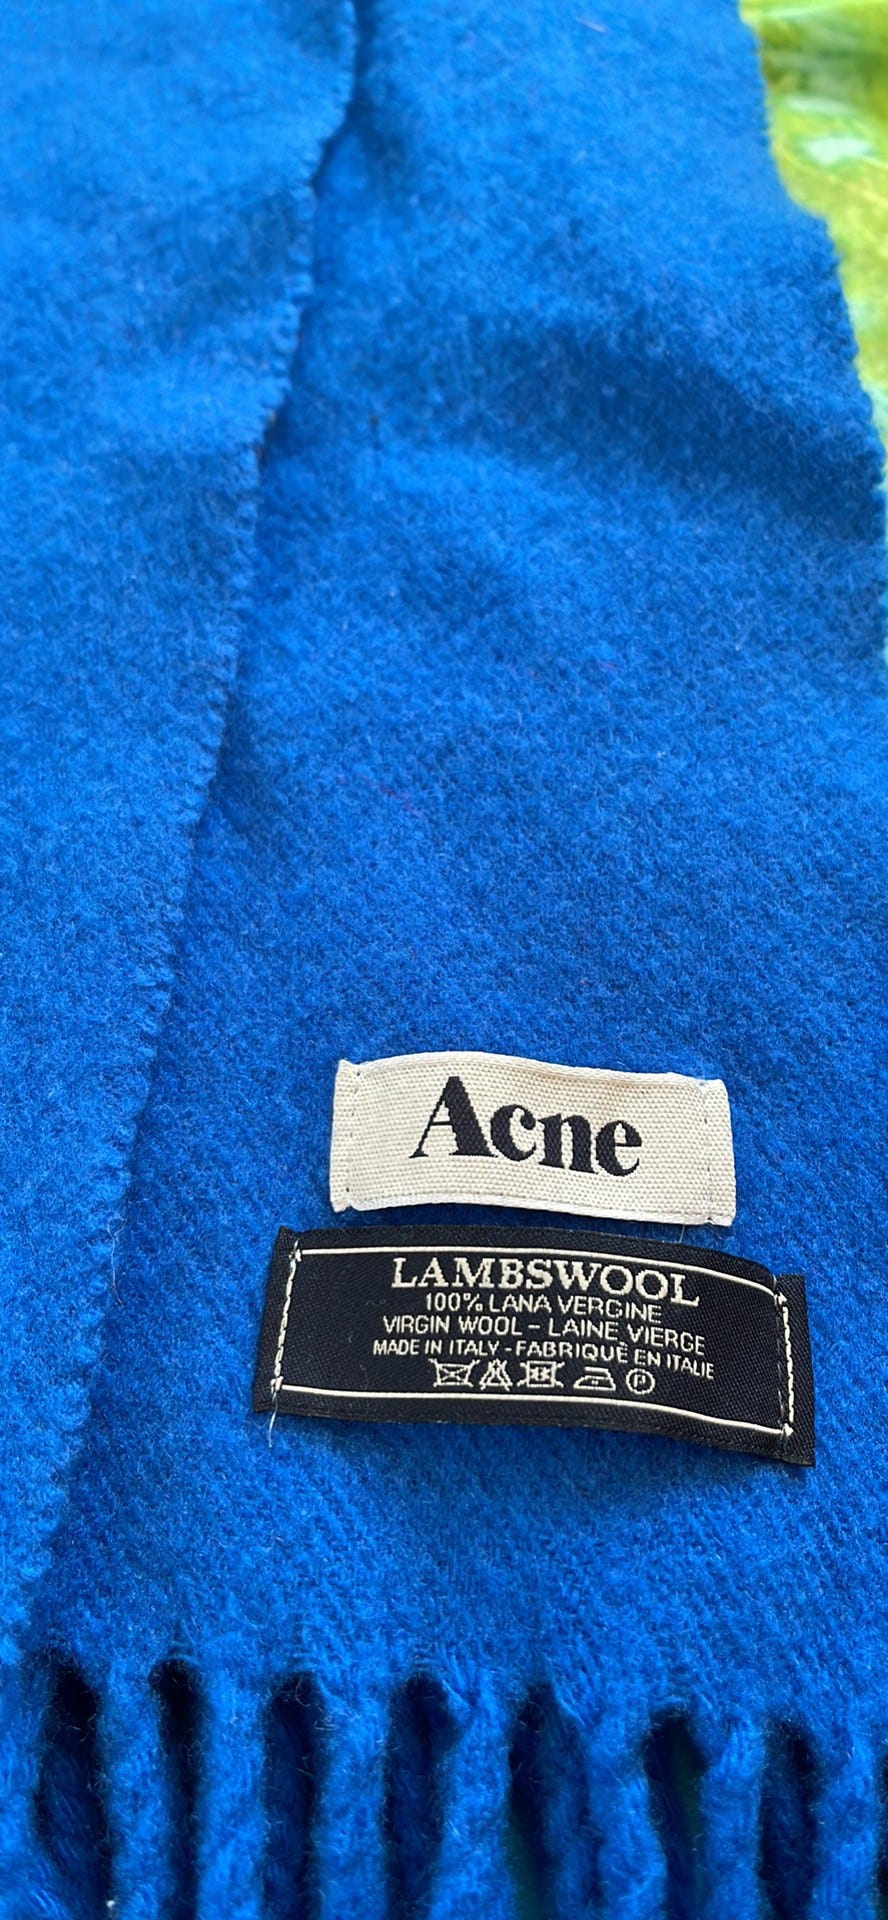 Acne
LAMBSWOOL
100% LANA VERGINE
VIRGIN WOOL - LAINE VIERGE
MADE IN ITALY - FABRIQUÉ EN ITALIE
P